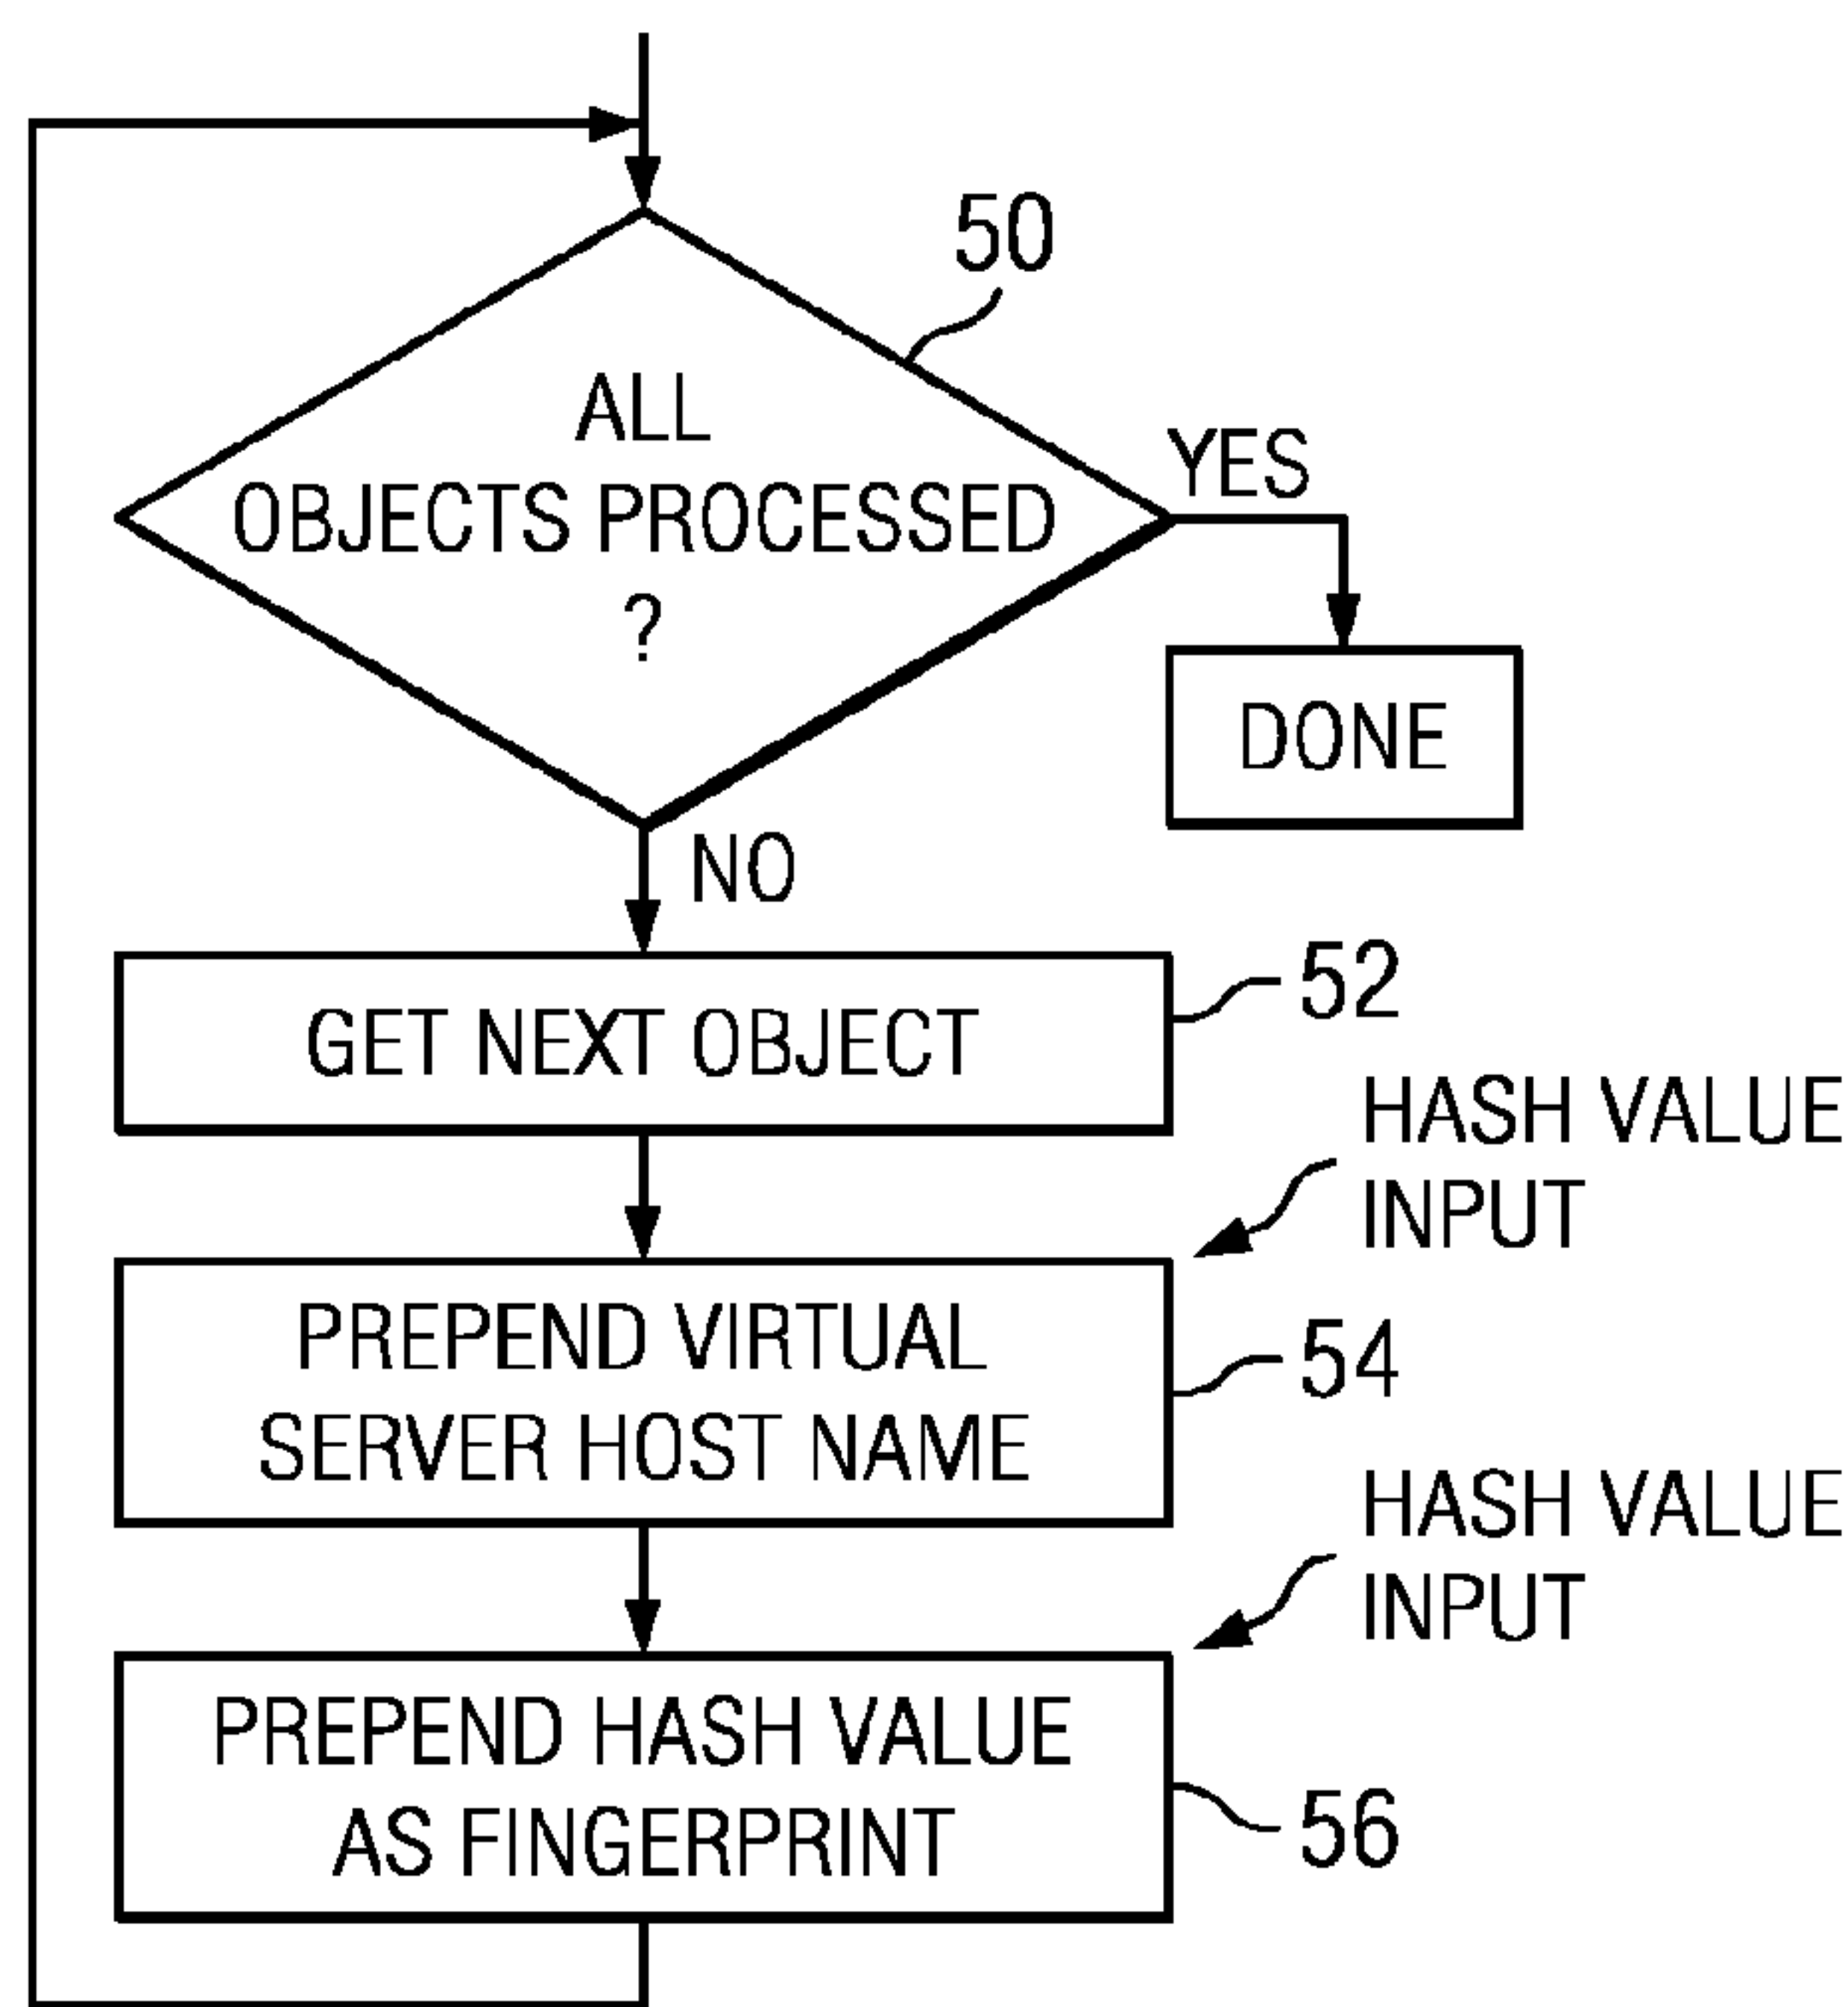 50
ALL
OBJECTS PROCESSED
?
YES
DONE
NO
GET NEXT OBJECT
52
HASH VALUE
INPUT
PREPEND VIRTUAL
SERVER HOST NAME
54
HASH VALUE
INPUT
PREPEND HASH VALUE
AS FINGERPRINT
56